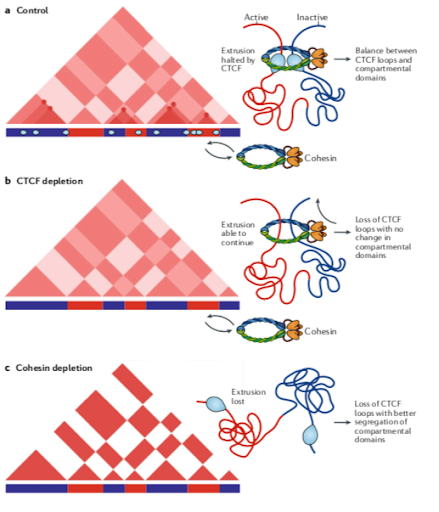 a Control
Active Inactive
Extrusion
halted by
CTCF
Balance between
CTCF loops and
compartmental
domains
Cohesin
b CTCF depletion
Extrusion
able to
continue
Loss of CTCF
loops with no
change in
compartmental
domains
Cohesin
c Cohesin depletion
Extrusion
lost
Loss of CTCF
loops with better
segregation of
compartmental
domains